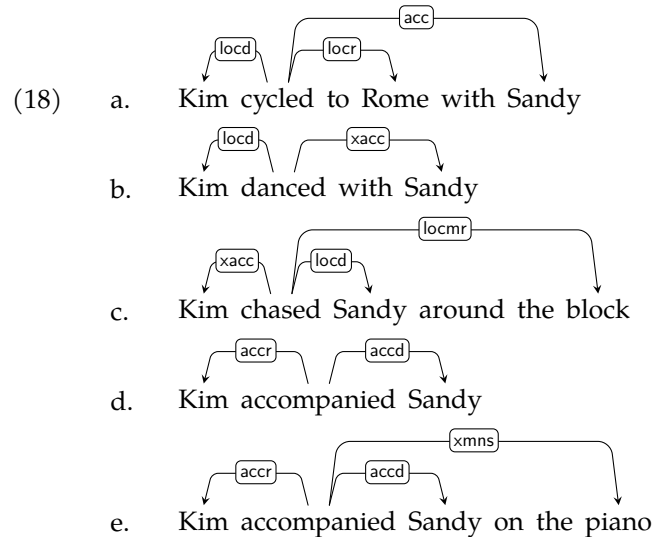 acc
locd locr
(18) a. Kim cycled to Rome with Sandy
locd xacc
b. Kim danced with Sandy
locmr
xacc locd
c. Kim chased Sandy around the block
accr accd
d. Kim accompanied Sandy
xmns
accr accd
e. Kim accompanied Sandy on the piano